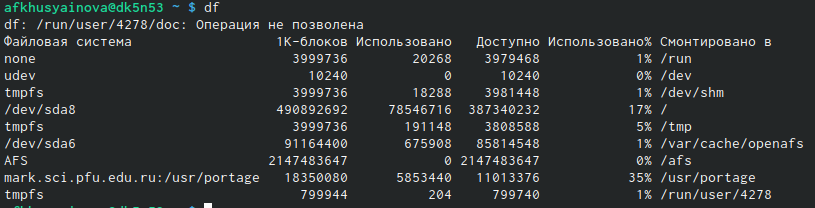 afkhusyainova@dk5n53 ~ $ df
df: /run/user/4278/doc: Операция не позволена
Файловая система 1K-блоков Использовано Доступно Использовано% Смонтировано в
none 3999736 20268 3979468 1% /run
udev 10240 0 10240 0% /dev
tmpfs 3999736 18288 3981448 1% /dev/shm
/dev/sda8 490892692 78546716 387340232 17% /
tmpfs 3999736 191148 3808588 5% /tmp
/dev/sda6 91164400 675908 85814548 1% /var/cache/openafs
AFS 2147483647 0 2147483647 0% /afs
mark.sci.pfu.edu.ru:/usr/portage 18350080 5853440 11013376 35% /usr/portage
tmpfs 799944 204 799740 1% /run/user/4278
afkhusyainova@dk5n53 ~ $